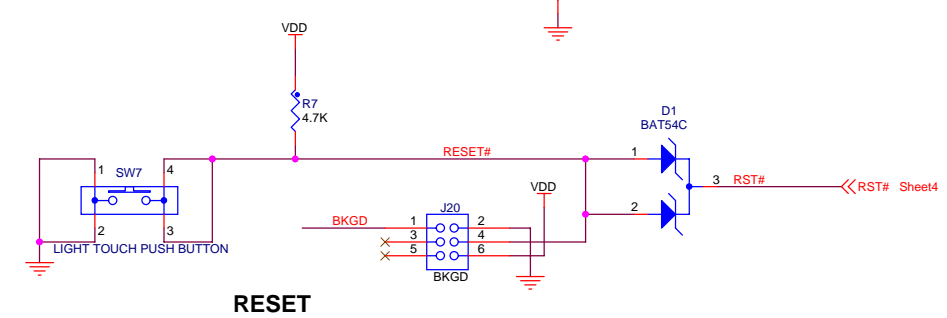 VDD
R7
4.7K
D1
BAT54C
RESET#
1
SW7
4
1
3
RST#
RST# Sheet4
VDD
2
BKGD
J20
1
2
3
4
5
6
2
3
LIGHT TOUCH PUSH BUTTON
BKGD
RESET